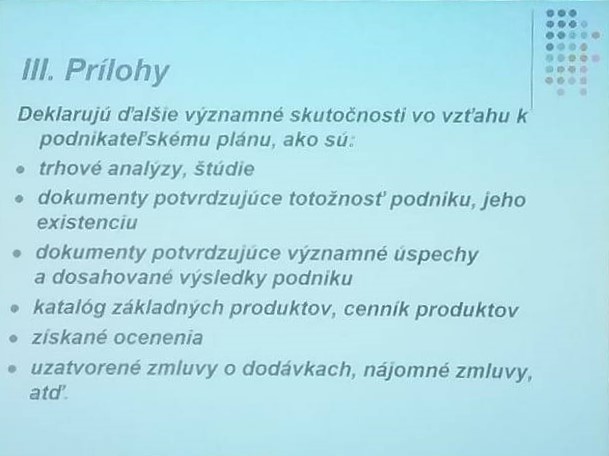 III. Prílohy
Deklarujú ďalšie významné skutočnosti vo vzťahu k
podnikateľskému plánu, ako sú:
● trhové analýzy, štúdie
● dokumenty potvrdzujúce totožnosť podniku, jeho
existenciu
● dokumenty potvrdzujúce významné úspechy
a dosahované výsledky podniku
● katalóg základných produktov, cenník produktov
● získané ocenenia
● uzatvorené zmluvy o dodávkach, nájomné zmluvy,
atď.